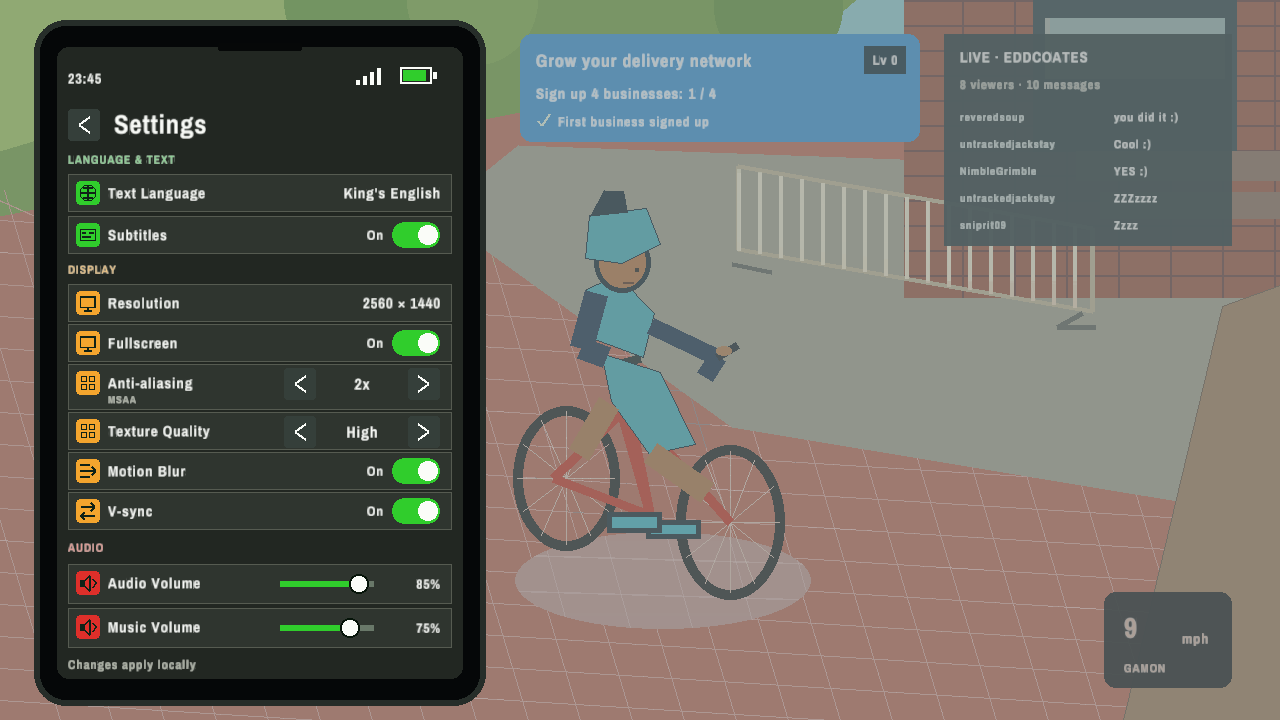 23:45
Settings
LANGUAGE & TEXT
Text Language King's English
Subtitles On
DISPLAY
Resolution 2560 × 1440
Fullscreen On
Anti-aliasing 2x
MSAA
Texture Quality High
Motion Blur On
V-sync On
AUDIO
Audio Volume 85%
Music Volume 75%
Changes apply locally
Grow your delivery network Lv 0
Sign up 4 businesses: 1 / 4
First business signed up
LIVE · EDDCOATES
8 viewers · 10 messages
reveredsoup you did it :)
untrackedjackstay Cool :)
NimbleGrimble YES :)
untrackedjackstay ZZZzzzz
sniprit09 Zzzz
9 mph
GAMON